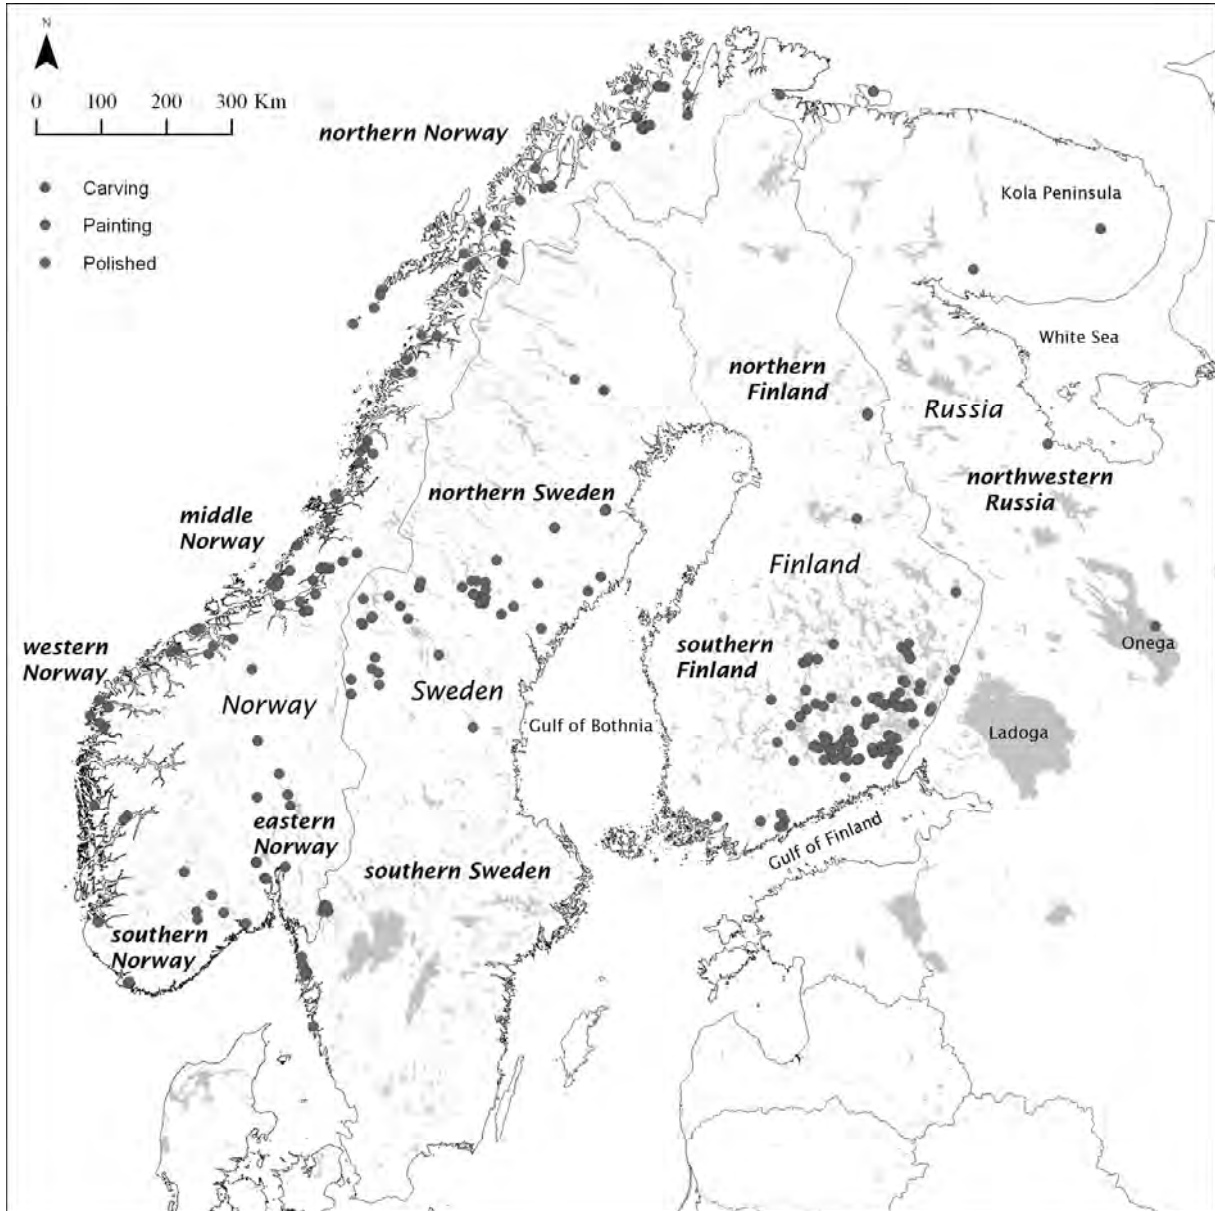 N
0 100 200 300 Km
northern Norway
Carving
Painting
Polished
Kola Peninsula
White Sea
northern
Finland
Russia
northwestern
Russia
northern Sweden
middle
Norway
Finland
western
Norway
southern
Finland
Onega
Norway
Sweden
Gulf of Bothnia
Ladoga
eastern
Norway
Gulf of Finland
southern Sweden
southern
Norway